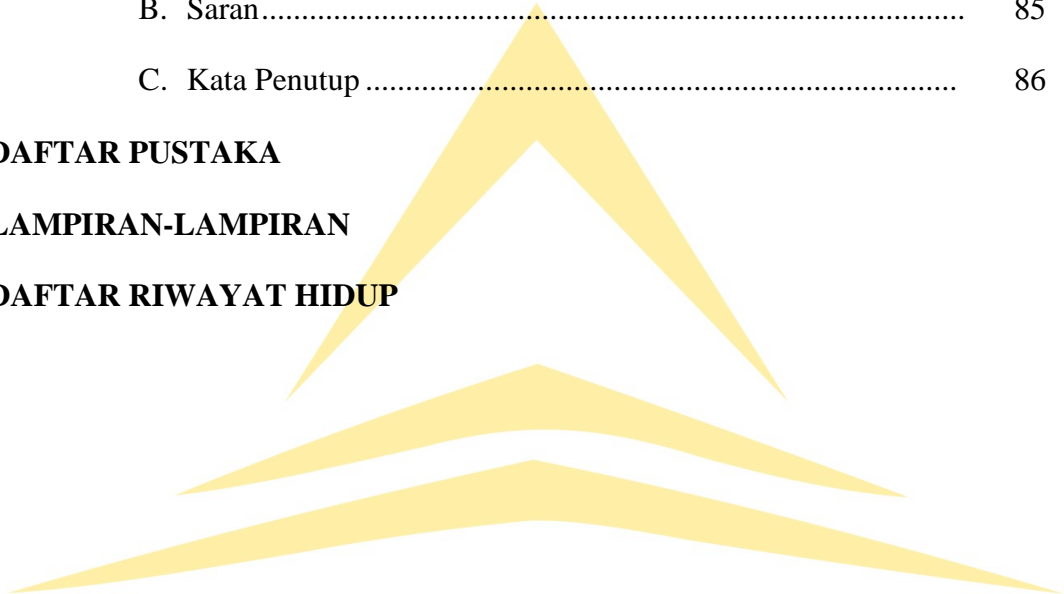 B. Saran........................................................................................ 85
C. Kata Penutup .......................................................................... 86
DAFTAR PUSTAKA
LAMPIRAN-LAMPIRAN
DAFTAR RIWAYAT HIDUP